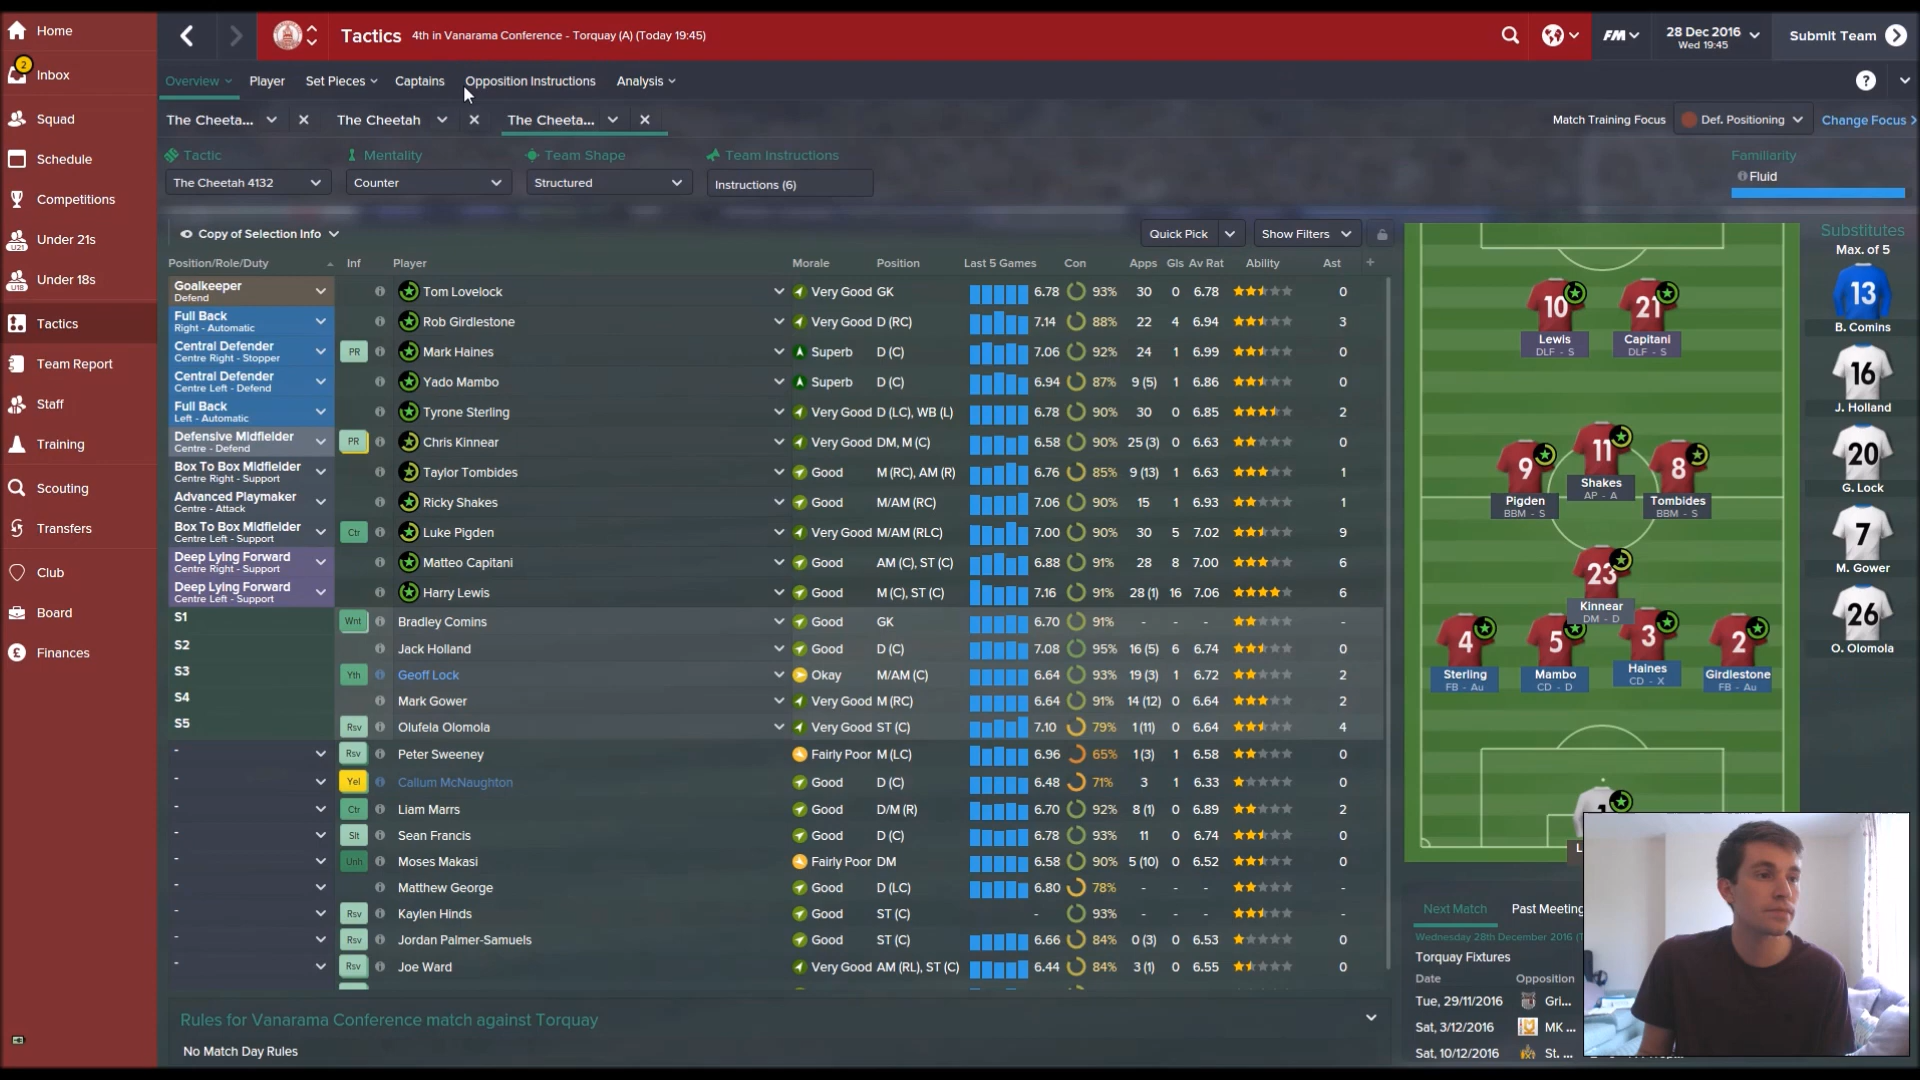 Home
2
Inbox
Squad
Schedule
Competitions
U21
Under 21s
U18
Under 18s
Tactics
Team Report
Staff
Training
Scouting
Transfers
Club
Board
Finances
Tactics 4th in Vanarama Conference - Torquay (A) (Today 19:45)
FM
28 Dec 2016
Wed 19:45
Submit Team
Overview Player Set Pieces Captains Opposition Instructions Analysis
?
The Cheeta... The Cheetah The Cheeta...
Match Training Focus Def. Positioning Change Focus
Tactic Mentality Team Shape Team Instructions Familiarity
The Cheetah 4132 Counter Structured Instructions (6) Fluid
Copy of Selection Info Quick Pick Show Filters
Position/Role/Duty Inf Player Morale Position Last 5 Games Con Apps Gls Av Rat Ability Ast +
Goalkeeper
Defend
Tom Lovelock Very Good GK 6.78 93% 30 0 6.78 0
Full Back
Right - Automatic
Rob Girdlestone Very Good D (RC) 7.14 88% 22 4 6.94 3
Central Defender
Centre Right - Stopper
PR Mark Haines Superb D (C) 7.06 92% 24 1 6.99 0
Central Defender
Centre Left - Defend
Yado Mambo Superb D (C) 6.94 87% 9 (5) 1 6.86 0
Full Back
Left - Automatic
Tyrone Sterling Very Good D (LC), WB (L) 6.78 90% 30 0 6.85 2
Defensive Midfielder
Centre - Defend
PR Chris Kinnear Very Good DM, M (C) 6.58 90% 25 (3) 0 6.63 0
Box To Box Midfielder
Centre Right - Support
Taylor Tombides Good M (RC), AM (R) 6.76 85% 9 (13) 1 6.63 1
Advanced Playmaker
Centre - Attack
Ricky Shakes Good M/AM (RC) 7.06 90% 15 1 6.93 1
Box To Box Midfielder
Centre Left - Support
Ctr Luke Pigden Very Good M/AM (RLC) 7.00 90% 30 5 7.02 9
Deep Lying Forward
Centre Right - Support
Matteo Capitani Good AM (C), ST (C) 6.88 91% 28 8 7.00 6
Deep Lying Forward
Centre Left - Support
Harry Lewis Good M (C), ST (C) 7.16 91% 28 (1) 16 7.06 6
S1 Wnt Bradley Comins Good GK 6.70 91% - - - -
S2 Jack Holland Good D (C) 7.08 95% 16 (5) 6 6.74 0
S3 Yth Geoff Lock Okay M/AM (C) 6.64 93% 19 (3) 1 6.72 2
S4 Mark Gower Very Good M (RC) 6.64 91% 14 (12) 0 6.64 2
S5 Rsv Olufela Olomola Very Good ST (C) 7.10 79% 1 (11) 0 6.64 4
- Rsv Peter Sweeney Fairly Poor M (LC) 6.96 65% 1 (3) 1 6.58 0
- Yel Callum McNaughton Good D (C) 6.48 71% 3 1 6.33 0
- Ctr Liam Marrs Good D/M (R) 6.70 92% 8 (1) 0 6.89 2
- Slt Sean Francis Good D (C) 6.78 93% 11 0 6.74 0
- Unh Moses Makasi Fairly Poor DM 6.58 90% 5 (10) 0 6.52 0
- Matthew George Good D (LC) 6.80 78% - - - -
- Rsv Kaylen Hinds Good ST (C) - 93% - - - -
- Rsv Jordan Palmer-Samuels Good ST (C) 6.66 84% 0 (3) 0 6.53 0
- Rsv Joe Ward Very Good AM (RL), ST (C) 6.44 84% 3 (1) 0 6.55 0
Rules for Vanarama Conference match against Torquay
No Match Day Rules
10 21
Lewis Capitani
DLF - S DLF - S
9 11 8
Pigden Shakes Tombides
BBM - S AP - A BBM - S
23
Kinnear
DM - D
4 5 3 2
Sterling Mambo Haines Girdlestone
FB - Au CD - D CD - X FB - Au
1
L
Substitutes
Max. of 5
13
B. Comins
16
J. Holland
20
G. Lock
7
M. Gower
26
O. Olomola
Next Match Past Meeting
Wednesday 28th December 2016 (T
Torquay Fixtures
Date Opposition
Tue, 29/11/2016 Gri...
Sat, 3/12/2016 MK ...
Sat, 10/12/2016 St. ...